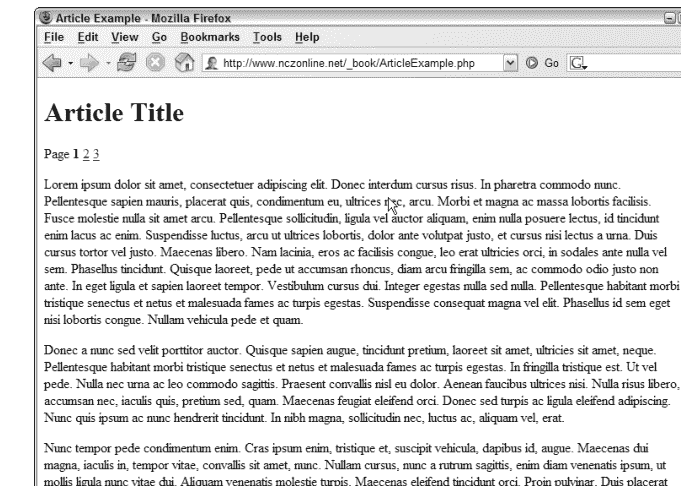 Article Example - Mozilla Firefox
File Edit View Go Bookmarks Tools Help
http://www.nczonline.net/_book/ArticleExample.php Go G
Article Title
Page 1 2 3
Lorem ipsum dolor sit amet, consectetuer adipiscing elit. Donec interdum cursus risus. In pharetra commodo nunc.
Pellentesque sapien mauris, placerat quis, condimentum eu, ultrices nec, arcu. Morbi et magna ac massa lobortis facilisis.
Fusce molestie nulla sit amet arcu. Pellentesque sollicitudin, ligula vel auctor aliquam, enim nulla posuere lectus, id tincidunt
enim lacus ac enim. Suspendisse luctus, arcu ut ultrices lobortis, dolor ante volutpat justo, et cursus nisi lectus a urna. Duis
cursus tortor vel justo. Maecenas libero. Nam lacinia, eros ac facilisis congue, leo erat ultricies orci, in sodales ante nulla vel
sem. Phasellus tincidunt. Quisque laoreet, pede ut accumsan rhoncus, diam arcu fringilla sem, ac commodo odio justo non
ante. In eget ligula et sapien laoreet tempor. Vestibulum cursus dui. Integer egestas nulla sed nulla. Pellentesque habitant morbi
tristique senectus et netus et malesuada fames ac turpis egestas. Suspendisse consequat magna vel elit. Phasellus id sem eget
nisi lobortis congue. Nullam vehicula pede et quam.
Donec a nunc sed velit porttitor auctor. Quisque sapien augue, tincidunt pretium, laoreet sit amet, ultricies sit amet, neque.
Pellentesque habitant morbi tristique senectus et netus et malesuada fames ac turpis egestas. In fringilla tristique est. Ut vel
pede. Nulla nec urna ac leo commodo sagittis. Praesent convallis nisl eu dolor. Aenean faucibus ultrices nisi. Nulla risus libero,
accumsan nec, iaculis quis, pretium sed, quam. Maecenas feugiat eleifend orci. Donec sed turpis ac ligula eleifend adipiscing.
Nunc quis ipsum ac nunc hendrerit tincidunt. In nibh magna, sollicitudin nec, luctus ac, aliquam vel, erat.
Nunc tempor pede condimentum enim. Cras ipsum enim, tristique et, suscipit vehicula, dapibus id, augue. Maecenas dui
magna, iaculis in, tempor vitae, convallis sit amet, nunc. Nullam cursus, nunc a rutrum sagittis, enim diam venenatis ipsum, ut
mollis ligula nunc vitae dui. Aliquam venenatis molestie turpis. Maecenas eleifend tincidunt orci. Proin pulvinar. Duis placerat